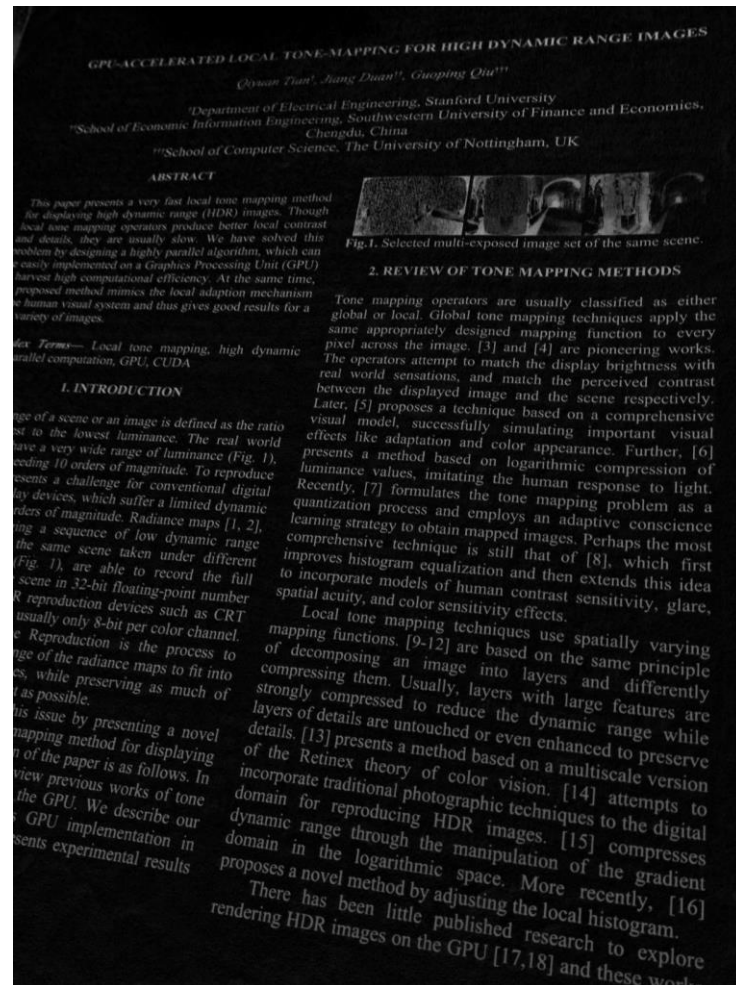 GPU-ACCELERATED LOCAL TONE-MAPPING FOR HIGH DYNAMIC RANGE IMAGES
Qiyuan Tian†, Jiang Duan††, Guoping Qiu†††
†Department of Electrical Engineering, Stanford University
††School of Economic Information Engineering, Southwestern University of Finance and Economics,
Chengdu, China
†††School of Computer Science, The University of Nottingham, UK
ABSTRACT
This paper presents a very fast local tone mapping method
for displaying high dynamic range (HDR) images. Though
local tone mapping operators produce better local contrast
and details, they are usually slow. We have solved this
roblem by designing a highly parallel algorithm, which can
easily implemented on a Graphics Processing Unit (GPU)
harvest high computational efficiency. At the same time,
proposed method mimics the local adaption mechanism
e human visual system and thus gives good results for a
variety of images.
dex Terms— Local tone mapping, high dynamic
arallel computation, GPU, CUDA
1. INTRODUCTION
nge of a scene or an image is defined as the ratio
st to the lowest luminance. The real world
have a very wide range of luminance (Fig. 1),
eeding 10 orders of magnitude. To reproduce
esents a challenge for conventional digital
lay devices, which suffer a limited dynamic
rders of magnitude. Radiance maps [1, 2],
ng a sequence of low dynamic range
the same scene taken under different
(Fig. 1), are able to record the full
scene in 32-bit floating-point number
R reproduction devices such as CRT
usually only 8-bit per color channel.
e Reproduction is the process to
nge of the radiance maps to fit into
es, while preserving as much of
t as possible.
his issue by presenting a novel
mapping method for displaying
n of the paper is as follows. In
view previous works of tone
the GPU. We describe our
s GPU implementation in
sents experimental results
Fig.1. Selected multi-exposed image set of the same scene.
2. REVIEW OF TONE MAPPING METHODS
Tone mapping operators are usually classified as either
global or local. Global tone mapping techniques apply the
same appropriately designed mapping function to every
pixel across the image. [3] and [4] are pioneering works.
The operators attempt to match the display brightness with
real world sensations, and match the perceived contrast
between the displayed image and the scene respectively.
Later, [5] proposes a technique based on a comprehensive
visual model, successfully simulating important visual
effects like adaptation and color appearance. Further, [6]
presents a method based on logarithmic compression of
luminance values, imitating the human response to light.
Recently, [7] formulates the tone mapping problem as a
quantization process and employs an adaptive conscience
learning strategy to obtain mapped images. Perhaps the most
comprehensive technique is still that of [8], which first
improves histogram equalization and then extends this idea
to incorporate models of human contrast sensitivity, glare,
spatial acuity, and color sensitivity effects.
Local tone mapping techniques use spatially varying
mapping functions. [9-12] are based on the same principle
of decomposing an image into layers and differently
compressing them. Usually, layers with large features are
strongly compressed to reduce the dynamic range while
layers of details are untouched or even enhanced to preserve
details. [13] presents a method based on a multiscale version
of the Retinex theory of color vision. [14] attempts to
incorporate traditional photographic techniques to the digital
domain for reproducing HDR images. [15] compresses
dynamic range through the manipulation of the gradient
domain in the logarithmic space. More recently, [16]
proposes a novel method by adjusting the local histogram.
There has been little published research to explore
rendering HDR images on the GPU [17,18] and these work